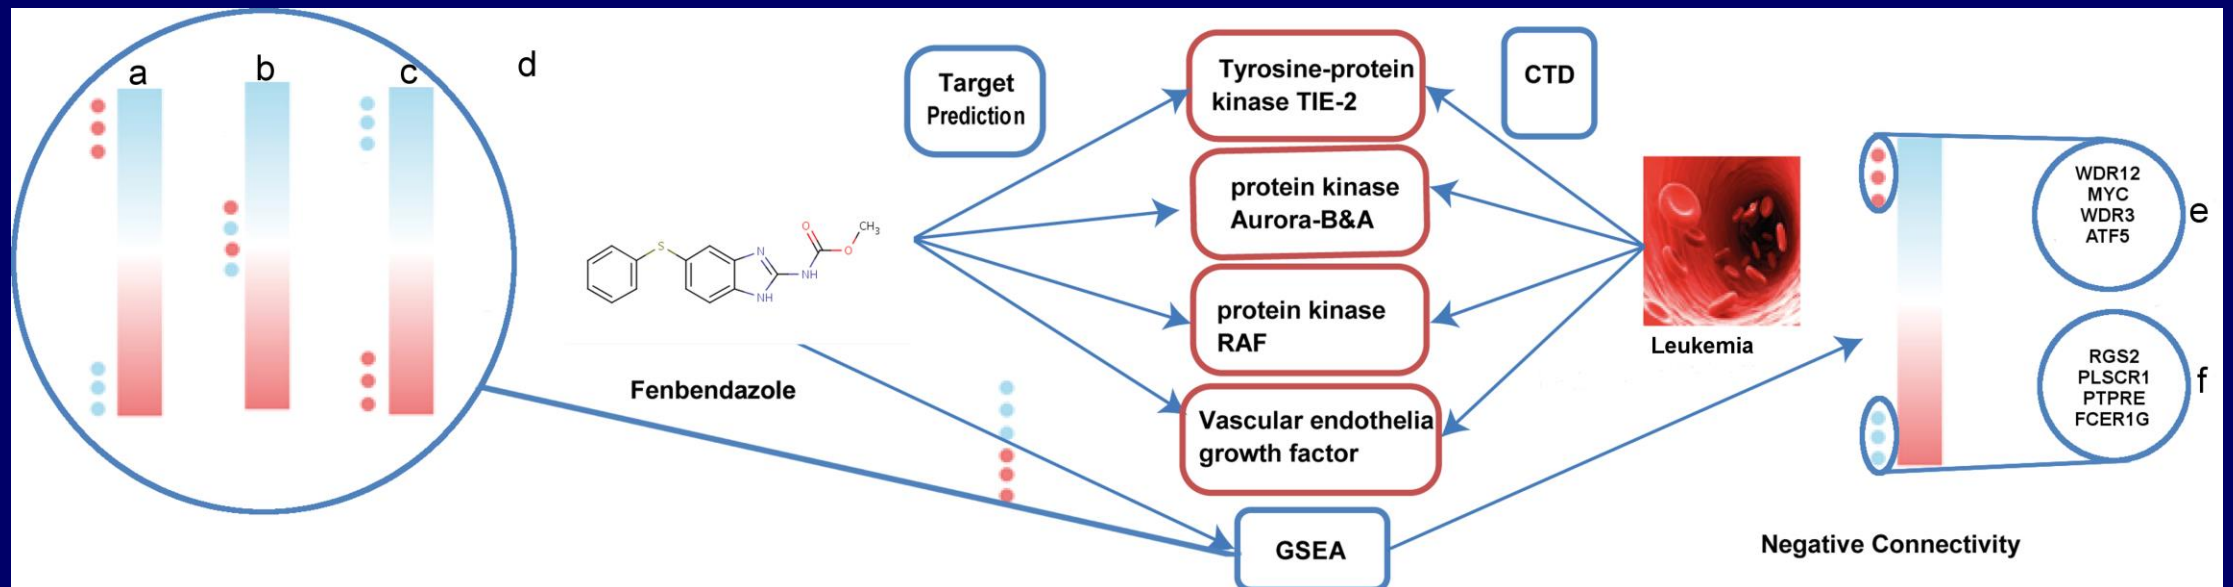 a
b
c
d
Target
Prediction
Tyrosine-protein
kinase TIE-2
CTD
protein kinase
Aurora-B&A
protein kinase
RAF
Vascular endothelia
growth factor
GSEA
S
N
NH
NH
O
O
CH3
Fenbendazole
Leukemia
WDR12
MYC
WDR3
ATF5
e
RGS2
PLSCR1
PTPRE
FCER1G
f
Negative Connectivity